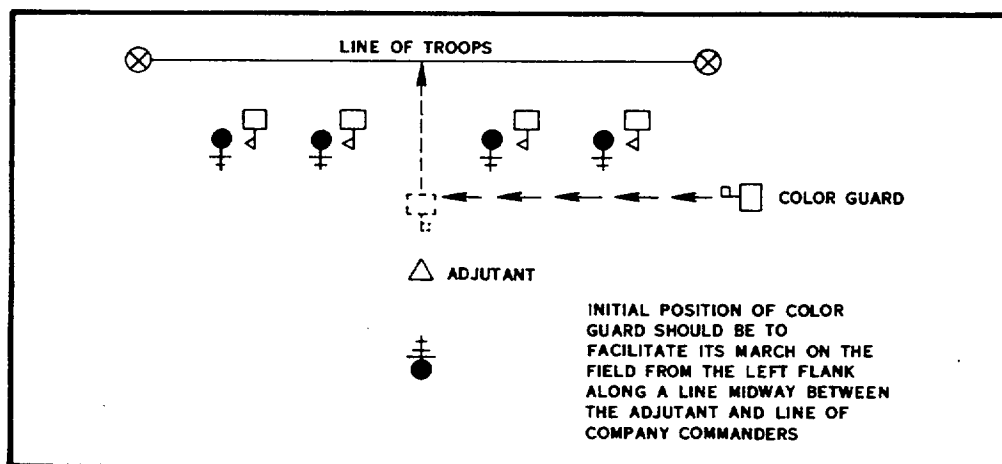 LINE OF TROOPS
COLOR GUARD
ADJUTANT
INITIAL POSITION OF COLOR
GUARD SHOULD BE TO
FACILITATE ITS MARCH ON THE
FIELD FROM THE LEFT FLANK
ALONG A LINE MIDWAY BETWEEN
THE ADJUTANT AND LINE OF
COMPANY COMMANDERS